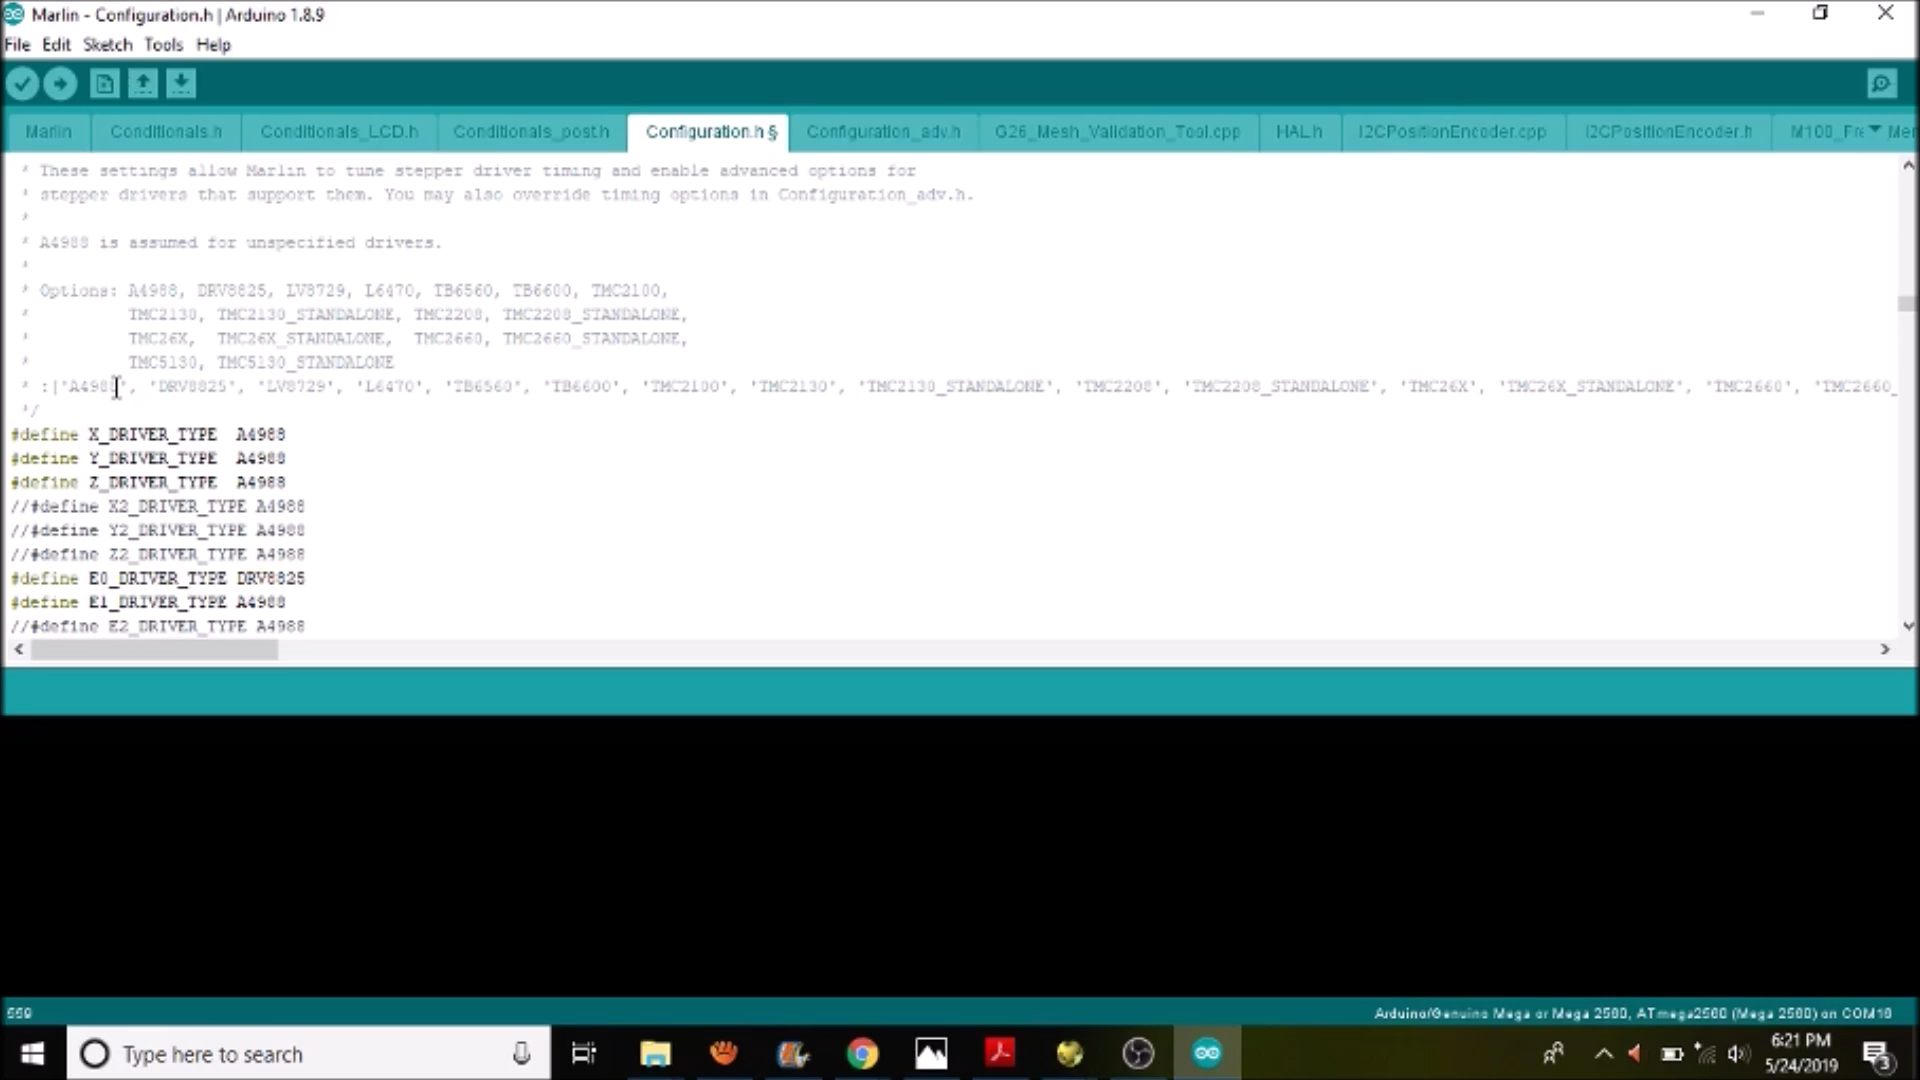 Marlin - Configuration.h | Arduino 1.8.9
File Edit Sketch Tools Help
Marlin Conditionals.h Conditionals_LCD.h Conditionals_post.h Configuration.h § Configuration_adv.h G26_Mesh_Validation_Tool.cpp HAL.h I2CPositionEncoder.cpp I2CPositionEncoder.h M100_Fre Mer
* These settings allow Marlin to tune stepper driver timing and enable advanced options for
* stepper drivers that support them. You may also override timing options in Configuration_adv.h.
*
* A4988 is assumed for unspecified drivers.
*
* Options: A4988, DRV8825, LV8729, L6470, TB6560, TB6600, TMC2100,
* TMC2130, TMC2130_STANDALONE, TMC2208, TMC2208_STANDALONE,
* TMC26X, TMC26X_STANDALONE, TMC2660, TMC2660_STANDALONE,
* TMC5130, TMC5130_STANDALONE
* :['A4988', 'DRV8825', 'LV8729', 'L6470', 'TB6560', 'TB6600', 'TMC2100', 'TMC2130', 'TMC2130_STANDALONE', 'TMC2208', 'TMC2208_STANDALONE', 'TMC26X', 'TMC26X_STANDALONE', 'TMC2660', 'TMC2660_
*/
#define X_DRIVER_TYPE A4988
#define Y_DRIVER_TYPE A4988
#define Z_DRIVER_TYPE A4988
//#define X2_DRIVER_TYPE A4988
//#define Y2_DRIVER_TYPE A4988
//#define Z2_DRIVER_TYPE A4988
#define E0_DRIVER_TYPE DRV8825
#define E1_DRIVER_TYPE A4988
//#define E2_DRIVER_TYPE A4988
559 Arduino/Genuino Mega or Mega 2560, ATmega2560 (Mega 2560) on COM18
Type here to search
6:21 PM
5/24/2019
3